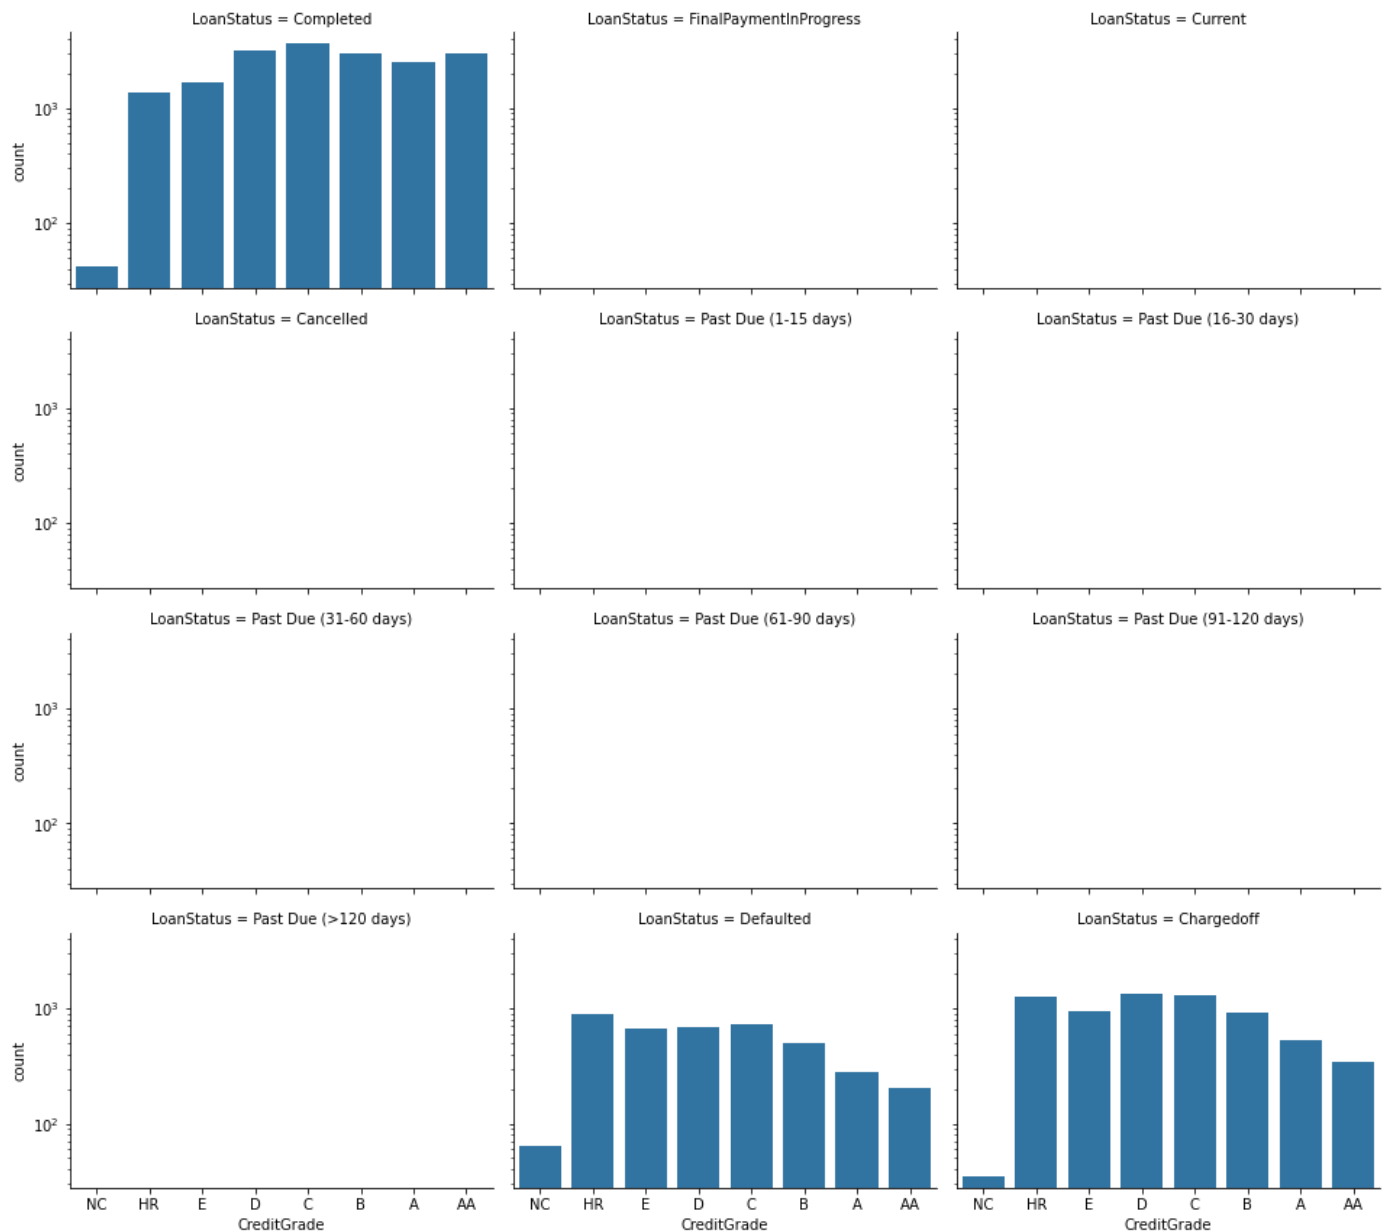 LoanStatus = Completed
LoanStatus = FinalPaymentInProgress
LoanStatus = Current
10³
10²
count
LoanStatus = Cancelled
LoanStatus = Past Due (1-15 days)
LoanStatus = Past Due (16-30 days)
10³
10²
count
LoanStatus = Past Due (31-60 days)
LoanStatus = Past Due (61-90 days)
LoanStatus = Past Due (91-120 days)
10³
10²
count
LoanStatus = Past Due (>120 days)
LoanStatus = Defaulted
LoanStatus = Chargedoff
10³
10²
count
NC HR E D C B A AA
CreditGrade
NC HR E D C B A AA
CreditGrade
NC HR E D C B A AA
CreditGrade